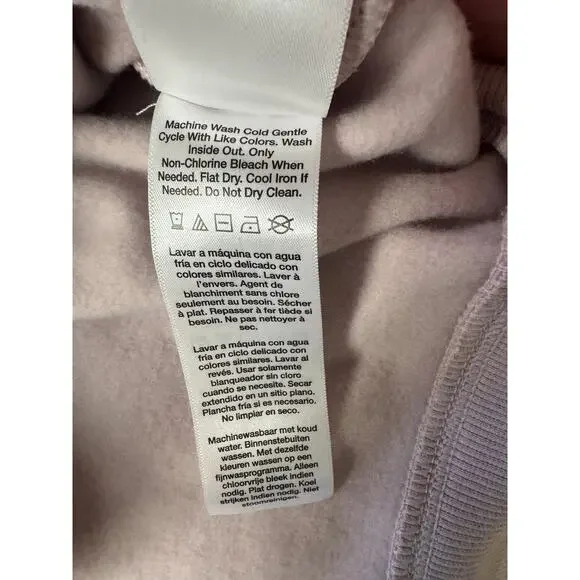 Machine Wash Cold Gentle
Cycle With Like Colors. Wash
Inside Out. Only
Non-Chlorine Bleach When
Needed. Flat Dry. Cool Iron If
Needed. Do Not Dry Clean.
Lavar a máquina con agua
fría en ciclo delicado con
colores similares. Laver à
l'envers. Agent de
blanchiment sans chlore
seulement au besoin. Sécher
à plat. Repasser à fer tiède si
besoin. Ne pas nettoyer à
sec.
Lavar a máquina con agua
fría en ciclo delicado con
colores similares. Lavar al
revés. Usar solamente
blanqueador sin cloro
cuando se necesite. Secar
extendido en un sitio plano.
Plancha fría si es necesario.
No limpiar en seco.
Machinewasbaar met koud
water. Binnenstebuiten
wassen. Met dezelfde
kleuren wassen op een
fijnwasprogramma. Alleen
chloorvrije bleek indien
nodig. Plat drogen. Koel
strijken indien nodig. Niet
stoomreinigen.